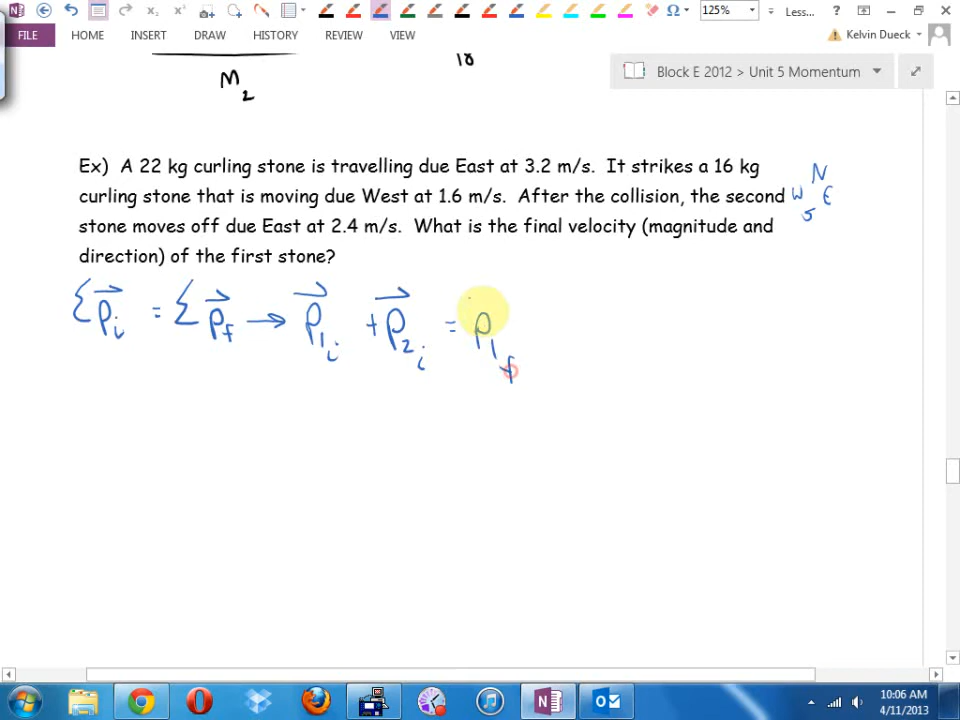 125% Less...
FILE HOME INSERT DRAW HISTORY REVIEW VIEW Kelvin Dueck
M2 18
Block E 2012 > Unit 5 Momentum
Ex) A 22 kg curling stone is travelling due East at 3.2 m/s. It strikes a 16 kg
curling stone that is moving due West at 1.6 m/s. After the collision, the second
stone moves off due East at 2.4 m/s. What is the final velocity (magnitude and
direction) of the first stone?
N
W E
S
Σp⃗i = Σp⃗f → p⃗1i + p⃗2i = p1f
10:06 AM
4/11/2013